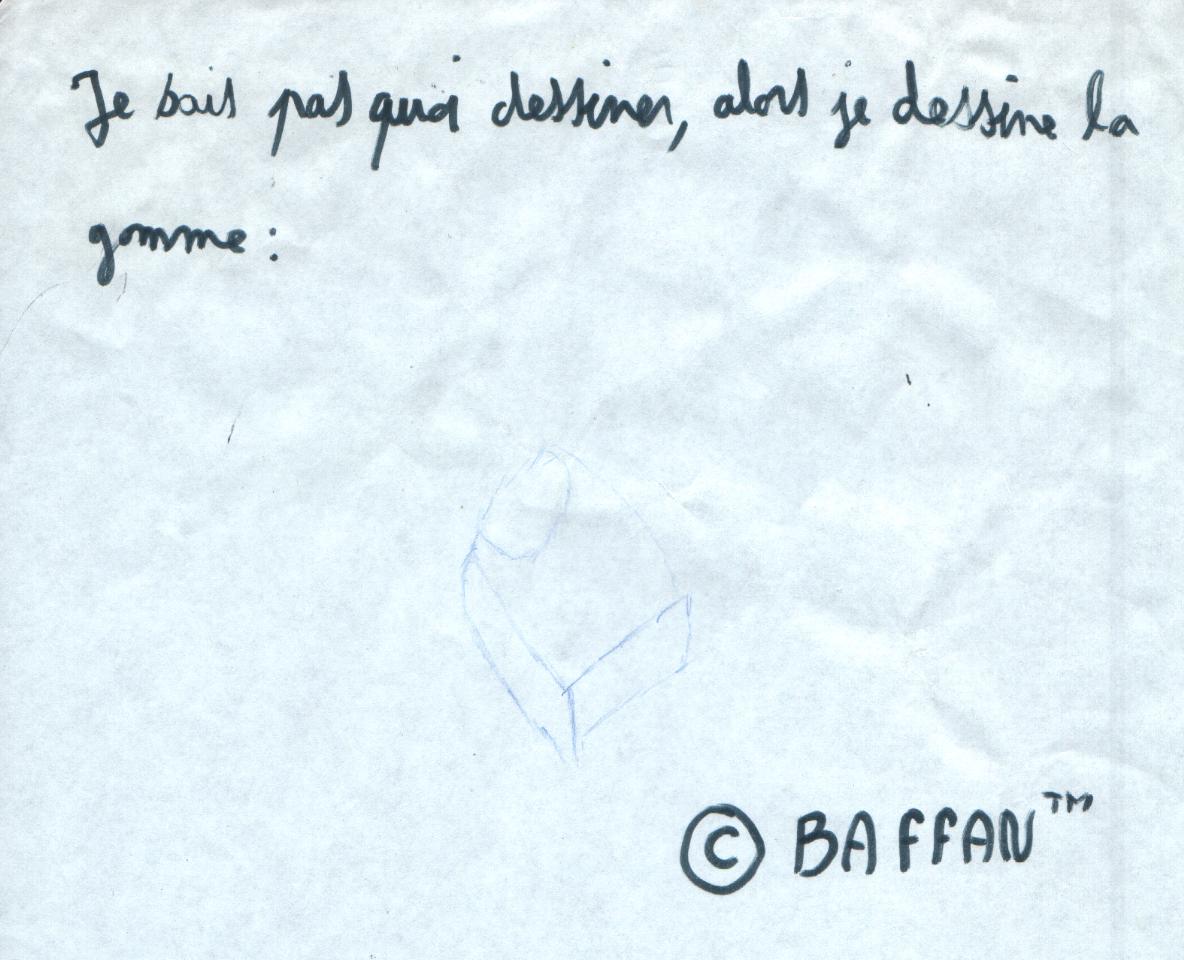 Je sais pas quoi dessiner, alors je dessine la
gomme :
© BAFFAN™